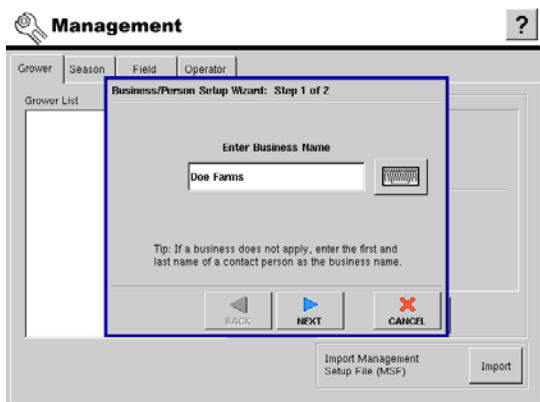 Management
?
Grower
Season
Field
Operator
Grower List
Business/Person Setup Wizard: Step 1 of 2
Enter Business Name
Doe Farms
Tip: If a business does not apply, enter the first and
last name of a contact person as the business name.
BACK
NEXT
CANCEL
Import Management
Setup File (MSF)
Import